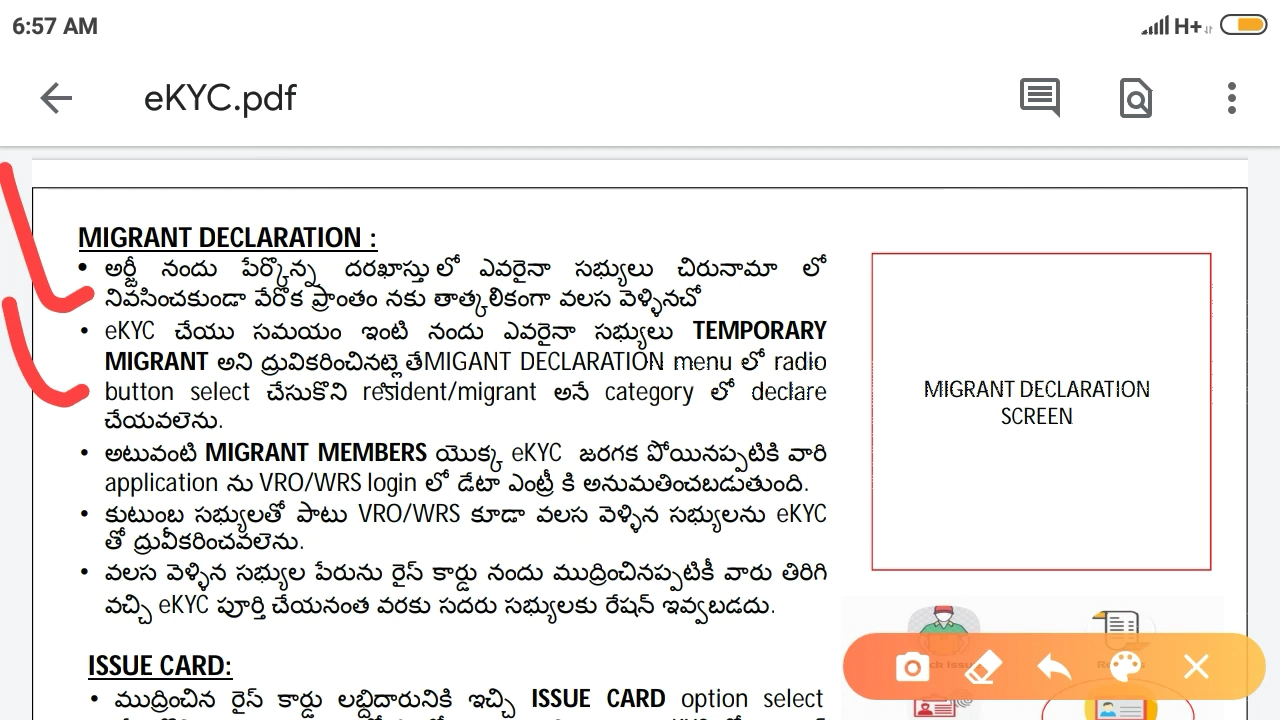 6:57 AM
H+
eKYC.pdf
MIGRANT DECLARATION :
• అర్జీ నందు పేర్కొన్న దరఖాస్తులో ఎవరైనా సభ్యులు చిరునామా లో
నివసించకుండా వేరొక ప్రాంతం నకు తాత్కలికంగా వలస వెళ్ళినచో
• eKYC చేయు సమయం ఇంటి నందు ఎవరైనా సభ్యులు TEMPORARY
MIGRANT అని ద్రువికరించినట్లైతేMIGANT DECLARATION menu లో radio
button select చేసుకొని resident/migrant అనే category లో declare
చేయవలెను.
• అటువంటి MIGRANT MEMBERS యొక్క eKYC జరగక పోయినప్పటికి వారి
application ను VRO/WRS login లో డేటా ఎంట్రీ కి అనుమతించబడుతుంది.
• కుటుంబ సభ్యులతో పాటు VRO/WRS కూడా వలస వెళ్ళిన సభ్యులను eKYC
తో ద్రువీకరించవలెను.
• వలస వెళ్ళిన సభ్యుల పేరును రైస్ కార్డు నందు ముద్రించినప్పటికీ వారు తిరిగి
వచ్చి eKYC పూర్తి చేయనంత వరకు సదరు సభ్యులకు రేషన్ ఇవ్వబడదు.
MIGRANT DECLARATION
SCREEN
ISSUE CARD:
• ముద్రించిన రైస్ కార్డు లబ్దిదారునికి ఇచ్చి ISSUE CARD option select